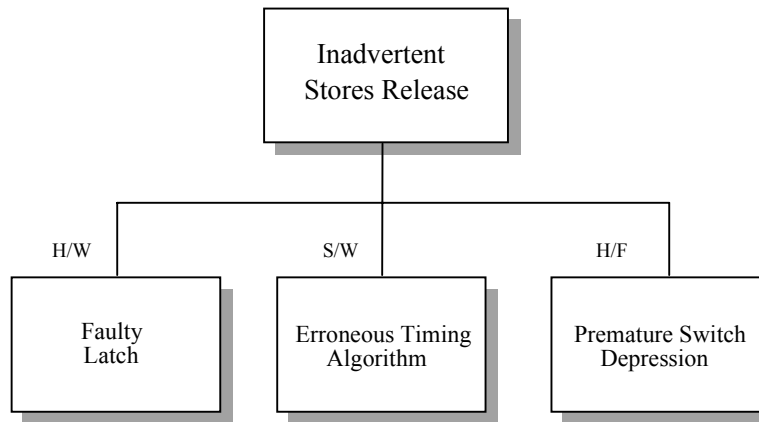 Inadvertent
Stores Release
H/W
S/W
H/F
Faulty
Latch
Erroneous Timing
Algorithm
Premature Switch
Depression